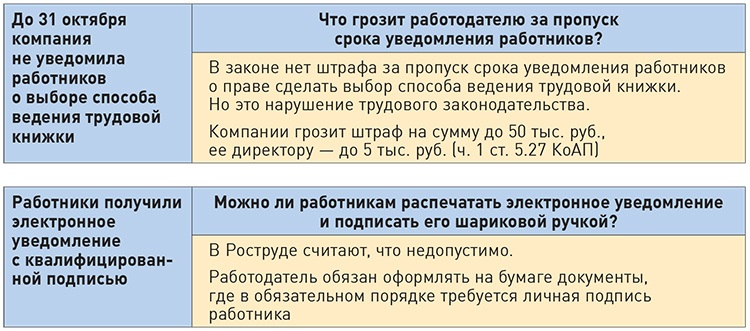 До 31 октября
компания
не уведомила
работников
о выборе способа
ведения трудовой
книжки
Что грозит работодателю за пропуск
срока уведомления работников?
В законе нет штрафа за пропуск срока уведомления работников
о праве сделать выбор способа ведения трудовой книжки.
Но это нарушение трудового законодательства.
Компании грозит штраф на сумму до 50 тыс. руб.,
ее директору — до 5 тыс. руб. (ч. 1 ст. 5.27 КоАП)
Работники получили
электронное
уведомление
с квалифицирован-
ной подписью
Можно ли работникам распечатать электронное уведомление
и подписать его шариковой ручкой?
В Роструде считают, что недопустимо.
Работодатель обязан оформлять на бумаге документы,
где в обязательном порядке требуется личная подпись
работника